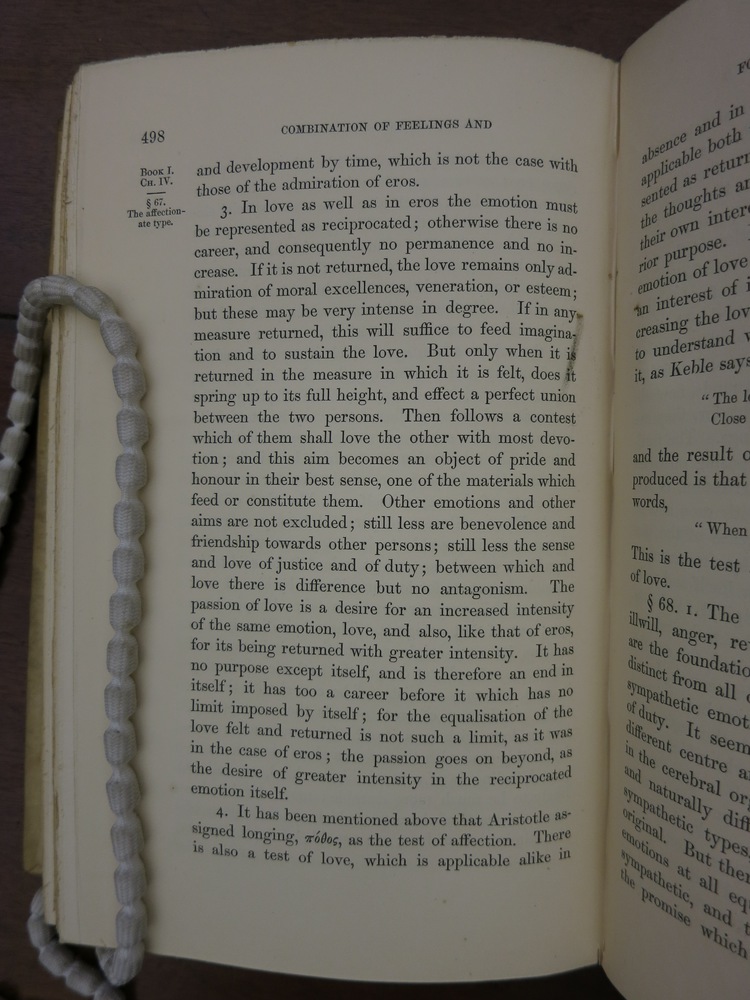 498
COMBINATION OF FEELINGS AND
BOOK I.
CH. IV.
§ 67.
The affection-
ate type.
and development by time, which is not the case with
those of the admiration of eros.
3. In love as well as in eros the emotion must
be represented as reciprocated; otherwise there is no
career, and consequently no permanence and no in-
crease. If it is not returned, the love remains only ad-
miration of moral excellences, veneration, or esteem;
but these may be very intense in degree. If in any
measure returned, this will suffice to feed imagina-
tion and to sustain the love. But only when it is
returned in the measure in which it is felt, does it
spring up to its full height, and effect a perfect union
between the two persons. Then follows a contest
which of them shall love the other with most devo-
tion; and this aim becomes an object of pride and
honour in their best sense, one of the materials which
feed or constitute them. Other emotions and other
aims are not excluded; still less are benevolence and
friendship towards other persons; still less the sense
and love of justice and of duty; between which and
love there is difference but no antagonism. The
passion of love is a desire for an increased intensity
of the same emotion, love, and also, like that of eros,
for its being returned with greater intensity. It has
no purpose except itself, and is therefore an end in
itself; it has too a career before it which has no
limit imposed by itself; for the equalisation of the
love felt and returned is not such a limit, as it was
in the case of eros; the passion goes on beyond, as
the desire of greater intensity in the reciprocated
emotion itself.
4. It has been mentioned above that Aristotle as-
signed longing, πόθος, as the test of affection. There
is also a test of love, which is applicable alike in
absence and in
applicable both
sented as return
the thoughts an
their own inter
rior purpose.
emotion of love
an interest of i
creasing the lov
to understand
it, as Keble says
"The l
Close
and the result
produced is that
words,
"When
This is the test
of love.
§ 68. 1. The
illwill, anger, re
are the foundatio
distinct from all
sympathetic emot
of duty. It seem
different centre a
in the cerebral or
and naturally diff
sympathetic types,
original. But ther
emotions at all eq
sympathetic, and t
the promise which